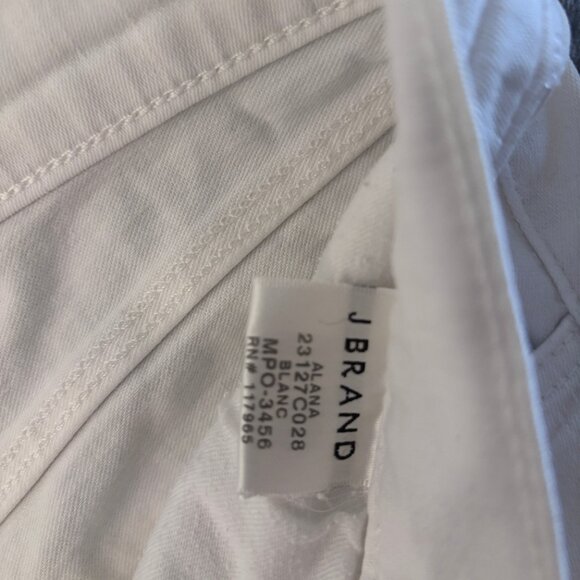 J BRAND
ALANA
23127C028
BLANC
MPO-3456
RN# 117965